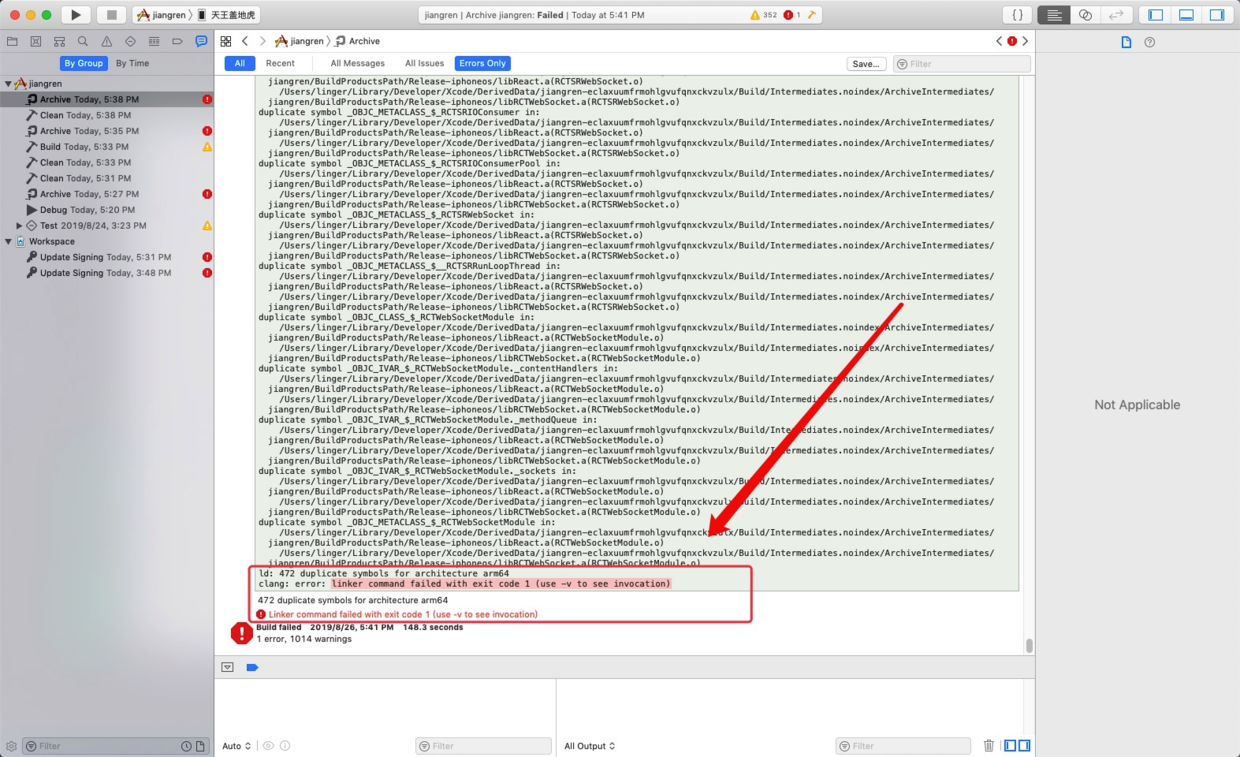 jiangren
天王盖地虎
jiangren | Archive jiangren: Failed | Today at 5:41 PM
352
1
{ }
jiangren
Archive
By Group
By Time
All
Recent
All Messages
All Issues
Errors Only
Save...
Filter
jiangren
Archive Today, 5:38 PM
Clean Today, 5:38 PM
Archive Today, 5:35 PM
Build Today, 5:33 PM
Clean Today, 5:33 PM
Clean Today, 5:31 PM
Archive Today, 5:27 PM
Debug Today, 5:20 PM
Test 2019/8/24, 3:23 PM
Workspace
Update Signing Today, 5:31 PM
Update Signing Today, 3:48 PM
Filter
jiangren/BuildProductsPath/Release-iphoneos/libReact.a(RCTSRWebSocket.o)
/Users/linger/Library/Developer/Xcode/DerivedData/jiangren-eclaxuumfrmohlgvufqnxckvzulx/Build/Intermediates.noindex/ArchiveIntermediates/
jiangren/BuildProductsPath/Release-iphoneos/libRCTWebSocket.a(RCTSRWebSocket.o)
duplicate symbol _OBJC_METACLASS_$_RCTSRIOConsumer in:
/Users/linger/Library/Developer/Xcode/DerivedData/jiangren-eclaxuumfrmohlgvufqnxckvzulx/Build/Intermediates.noindex/ArchiveIntermediates/
jiangren/BuildProductsPath/Release-iphoneos/libReact.a(RCTSRWebSocket.o)
/Users/linger/Library/Developer/Xcode/DerivedData/jiangren-eclaxuumfrmohlgvufqnxckvzulx/Build/Intermediates.noindex/ArchiveIntermediates/
jiangren/BuildProductsPath/Release-iphoneos/libRCTWebSocket.a(RCTSRWebSocket.o)
duplicate symbol _OBJC_METACLASS_$_RCTSRIOConsumerPool in:
/Users/linger/Library/Developer/Xcode/DerivedData/jiangren-eclaxuumfrmohlgvufqnxckvzulx/Build/Intermediates.noindex/ArchiveIntermediates/
jiangren/BuildProductsPath/Release-iphoneos/libReact.a(RCTSRWebSocket.o)
/Users/linger/Library/Developer/Xcode/DerivedData/jiangren-eclaxuumfrmohlgvufqnxckvzulx/Build/Intermediates.noindex/ArchiveIntermediates/
jiangren/BuildProductsPath/Release-iphoneos/libRCTWebSocket.a(RCTSRWebSocket.o)
duplicate symbol _OBJC_METACLASS_$_RCTSRWebSocket in:
/Users/linger/Library/Developer/Xcode/DerivedData/jiangren-eclaxuumfrmohlgvufqnxckvzulx/Build/Intermediates.noindex/ArchiveIntermediates/
jiangren/BuildProductsPath/Release-iphoneos/libReact.a(RCTSRWebSocket.o)
/Users/linger/Library/Developer/Xcode/DerivedData/jiangren-eclaxuumfrmohlgvufqnxckvzulx/Build/Intermediates.noindex/ArchiveIntermediates/
jiangren/BuildProductsPath/Release-iphoneos/libRCTWebSocket.a(RCTSRWebSocket.o)
duplicate symbol _OBJC_METACLASS_$__RCTSRRunLoopThread in:
/Users/linger/Library/Developer/Xcode/DerivedData/jiangren-eclaxuumfrmohlgvufqnxckvzulx/Build/Intermediates.noindex/ArchiveIntermediates/
jiangren/BuildProductsPath/Release-iphoneos/libReact.a(RCTSRWebSocket.o)
/Users/linger/Library/Developer/Xcode/DerivedData/jiangren-eclaxuumfrmohlgvufqnxckvzulx/Build/Intermediates.noindex/ArchiveIntermediates/
jiangren/BuildProductsPath/Release-iphoneos/libRCTWebSocket.a(RCTSRWebSocket.o)
duplicate symbol _OBJC_CLASS_$_RCTWebSocketModule in:
/Users/linger/Library/Developer/Xcode/DerivedData/jiangren-eclaxuumfrmohlgvufqnxckvzulx/Build/Intermediates.noindex/ArchiveIntermediates/
jiangren/BuildProductsPath/Release-iphoneos/libReact.a(RCTWebSocketModule.o)
/Users/linger/Library/Developer/Xcode/DerivedData/jiangren-eclaxuumfrmohlgvufqnxckvzulx/Build/Intermediates.noindex/ArchiveIntermediates/
jiangren/BuildProductsPath/Release-iphoneos/libRCTWebSocket.a(RCTWebSocketModule.o)
duplicate symbol _OBJC_IVAR_$_RCTWebSocketModule._contentHandlers in:
/Users/linger/Library/Developer/Xcode/DerivedData/jiangren-eclaxuumfrmohlgvufqnxckvzulx/Build/Intermediates.noindex/ArchiveIntermediates/
jiangren/BuildProductsPath/Release-iphoneos/libReact.a(RCTWebSocketModule.o)
/Users/linger/Library/Developer/Xcode/DerivedData/jiangren-eclaxuumfrmohlgvufqnxckvzulx/Build/Intermediates.noindex/ArchiveIntermediates/
jiangren/BuildProductsPath/Release-iphoneos/libRCTWebSocket.a(RCTWebSocketModule.o)
duplicate symbol _OBJC_IVAR_$_RCTWebSocketModule._methodQueue in:
/Users/linger/Library/Developer/Xcode/DerivedData/jiangren-eclaxuumfrmohlgvufqnxckvzulx/Build/Intermediates.noindex/ArchiveIntermediates/
jiangren/BuildProductsPath/Release-iphoneos/libReact.a(RCTWebSocketModule.o)
/Users/linger/Library/Developer/Xcode/DerivedData/jiangren-eclaxuumfrmohlgvufqnxckvzulx/Build/Intermediates.noindex/ArchiveIntermediates/
jiangren/BuildProductsPath/Release-iphoneos/libRCTWebSocket.a(RCTWebSocketModule.o)
duplicate symbol _OBJC_IVAR_$_RCTWebSocketModule._sockets in:
/Users/linger/Library/Developer/Xcode/DerivedData/jiangren-eclaxuumfrmohlgvufqnxckvzulx/Build/Intermediates.noindex/ArchiveIntermediates/
jiangren/BuildProductsPath/Release-iphoneos/libReact.a(RCTWebSocketModule.o)
/Users/linger/Library/Developer/Xcode/DerivedData/jiangren-eclaxuumfrmohlgvufqnxckvzulx/Build/Intermediates.noindex/ArchiveIntermediates/
jiangren/BuildProductsPath/Release-iphoneos/libRCTWebSocket.a(RCTWebSocketModule.o)
duplicate symbol _OBJC_METACLASS_$_RCTWebSocketModule in:
/Users/linger/Library/Developer/Xcode/DerivedData/jiangren-eclaxuumfrmohlgvufqnxckvzulx/Build/Intermediates.noindex/ArchiveIntermediates/
jiangren/BuildProductsPath/Release-iphoneos/libReact.a(RCTWebSocketModule.o)
/Users/linger/Library/Developer/Xcode/DerivedData/jiangren-eclaxuumfrmohlgvufqnxckvzulx/Build/Intermediates.noindex/ArchiveIntermediates/
jiangren/BuildProductsPath/Release-iphoneos/libRCTWebSocket.a(RCTWebSocketModule.o)
ld: 472 duplicate symbols for architecture arm64
clang: error: linker command failed with exit code 1 (use -v to see invocation)
472 duplicate symbols for architecture arm64
Linker command failed with exit code 1 (use -v to see invocation)
Build failed 2019/8/26, 5:41 PM 148.3 seconds
1 error, 1014 warnings
Auto
Filter
All Output
Filter
Not Applicable